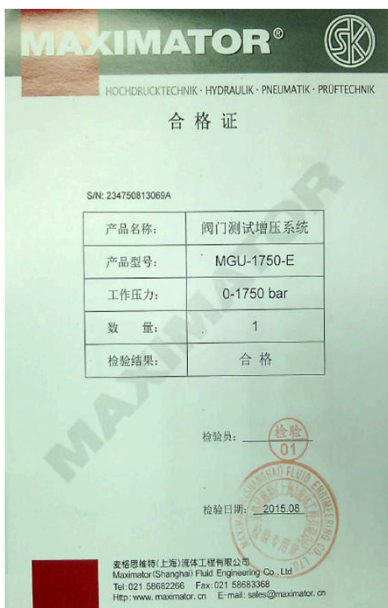 MAXIMATOR®
SK
HOCHDRUCKTECHNIK · HYDRAULIK · PNEUMATIK · PRÜFTECHNIK
合格证
S/N: 234750813069A
产品名称: 阀门测试增压系统
产品型号: MGU-1750-E
工作压力: 0-1750 bar
数 量: 1
检验结果: 合格
MAXIMATOR
检验员: 检验
01
检验日期: 2015.08
麦格思维特(上海)流体工程有限公司
Maximator(Shanghai) Fluid Engineering Co., Ltd
Tel:021 58682266 Fax:021 58683368
Http:www.maximator.cn E-mail:sales@maximator.cn